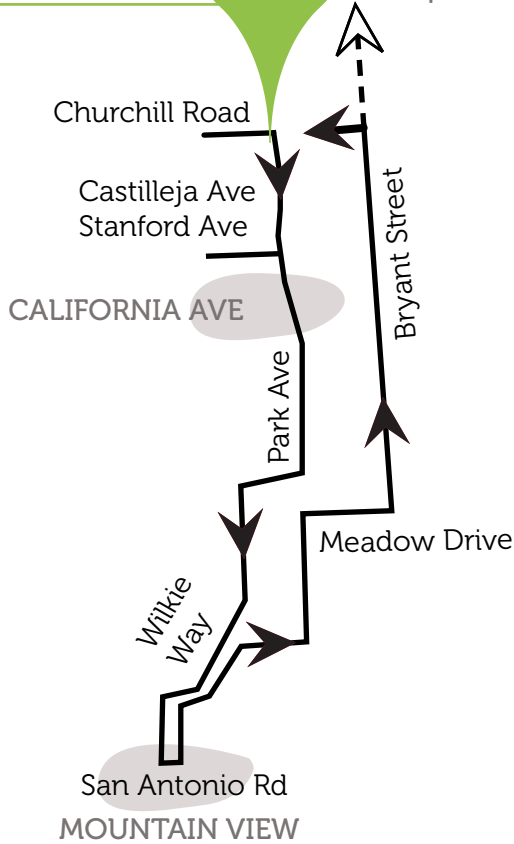 Churchill Road
Castilleja Ave
Stanford Ave
CALIFORNIA AVE
Bryant Street
Park Ave
Meadow Drive
Wilkie
Way
San Antonio Rd
MOUNTAIN VIEW